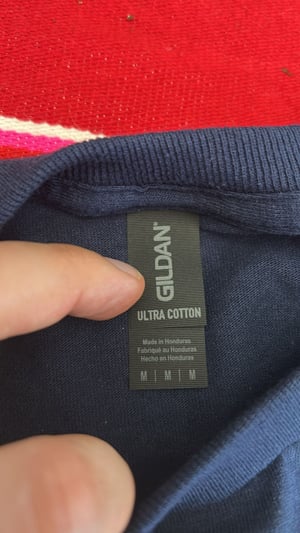 GILDAN
ULTRA COTTON
Made in Honduras
Fabriqué au Honduras
Hecho en Honduras
M | M | M